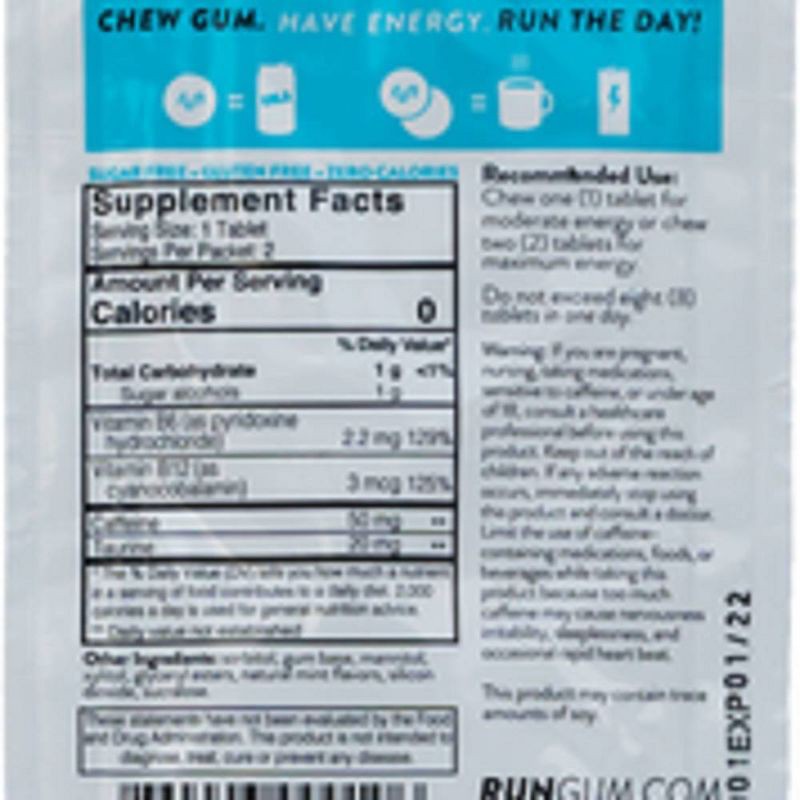 CHEW GUM. HAVE ENERGY. RUN THE DAY!
SUGAR FREE • GLUTEN FREE • ZERO CALORIES
Supplement Facts
Serving Size: 1 Tablet
Servings Per Packet: 2
Amount Per Serving
Calories 0
% Daily Value*
Total Carbohydrate 1 g <1%
Sugar alcohols 1 g
Vitamin B6 (as pyridoxine
hydrochloride) 2.2 mg 129%
Vitamin B12 (as
cyanocobalamin) 3 mcg 125%
Caffeine 50 mg **
Taurine 20 mg **
* The % Daily Value (DV) tells you how much a nutrient
in a serving of food contributes to a daily diet. 2,000
calories a day is used for general nutrition advice.
** Daily value not established
Other Ingredients: sorbitol, gum base, mannitol,
xylitol, glyceryl esters, natural mint flavors, silicon
dioxide, sucralose.
These statements have not been evaluated by the Food
and Drug Administration. This product is not intended to
diagnose, treat, cure or prevent any disease.
Recommended Use:
Chew one (1) tablet for
moderate energy or chew
two (2) tablets for
maximum energy.
Do not exceed eight (8)
tablets in one day.
Warning: If you are pregnant,
nursing, taking medications,
sensitive to caffeine, or under age
of 18, consult a healthcare
professional before using this
product. Keep out of the reach of
children. If any adverse reaction
occurs, immediately stop using
this product and consult a doctor.
Limit the use of caffeine-
containing medications, foods, or
beverages while taking this
product because too much
caffeine may cause nervousness
irritability, sleeplessness, and
occasional rapid heart beat.
This product may contain trace
amounts of soy.
RUNGUM.COM
01EXP01/22